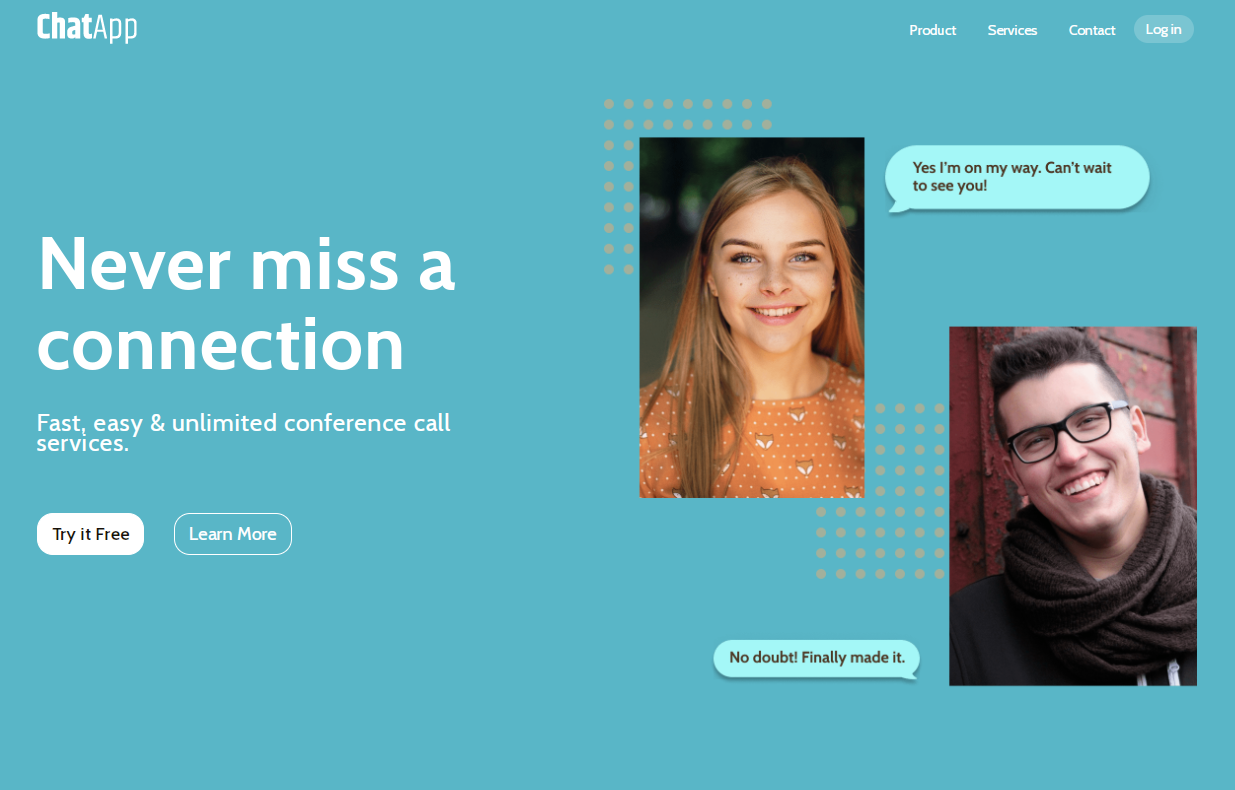 ChatApp
Product Services Contact Log in
Yes I'm on my way. Can't wait
to see you!
Never miss a
connection
Fast, easy & unlimited conference call
services.
Try it Free Learn More
No doubt! Finally made it.